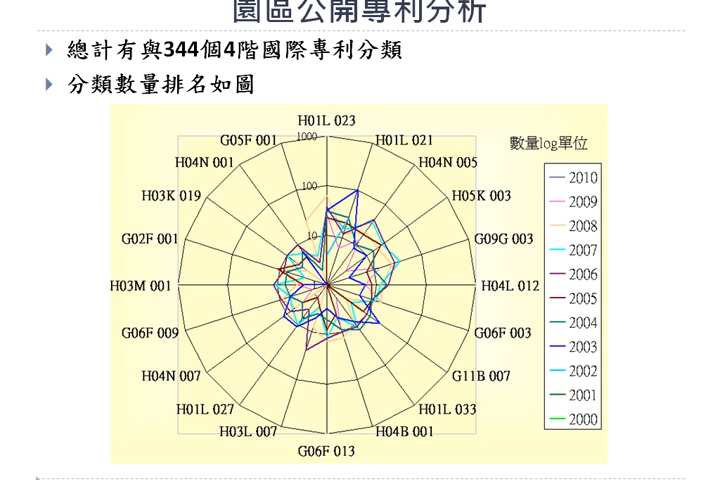 園區公開專利分析
總計有與344個4階國際專利分類
分類數量排名如圖
數量log單位
H01L 023
H01L 021
H04N 005
H05K 003
G09G 003
H04L 012
G06F 003
G11B 007
H01L 033
H04B 001
G06F 013
H03L 007
H01L 027
H04N 007
G06F 009
H03M 001
G02F 001
H03K 019
H04N 001
G05F 001
1000
100
10
2010
2009
2008
2007
2006
2005
2004
2003
2002
2001
2000